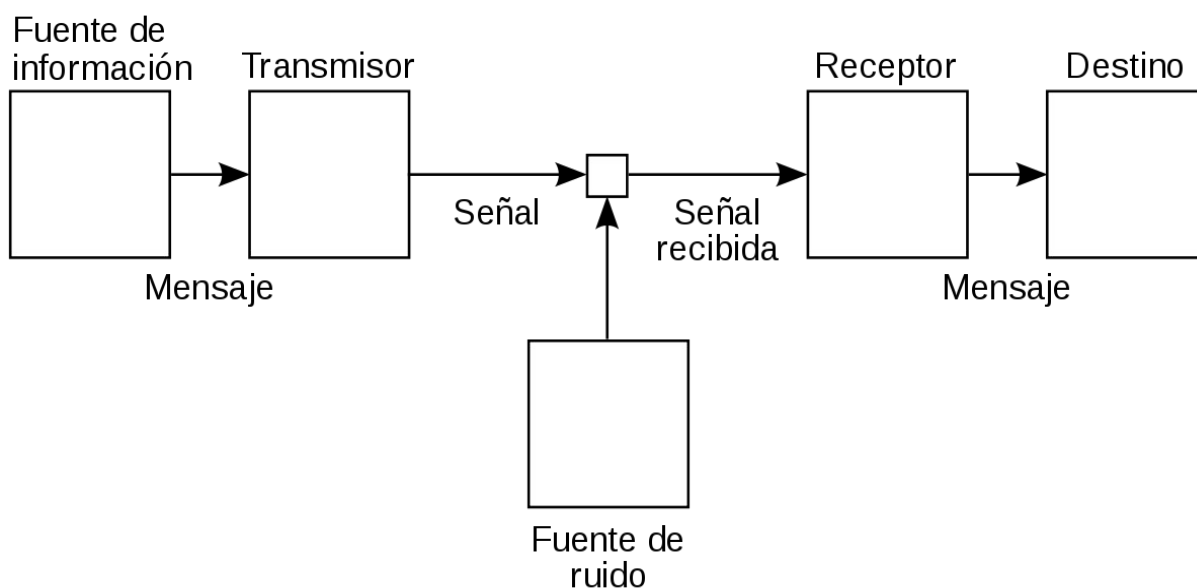 Fuente de
información
Transmisor
Receptor
Destino
Señal
Señal
recibida
Mensaje
Mensaje
Fuente de
ruido